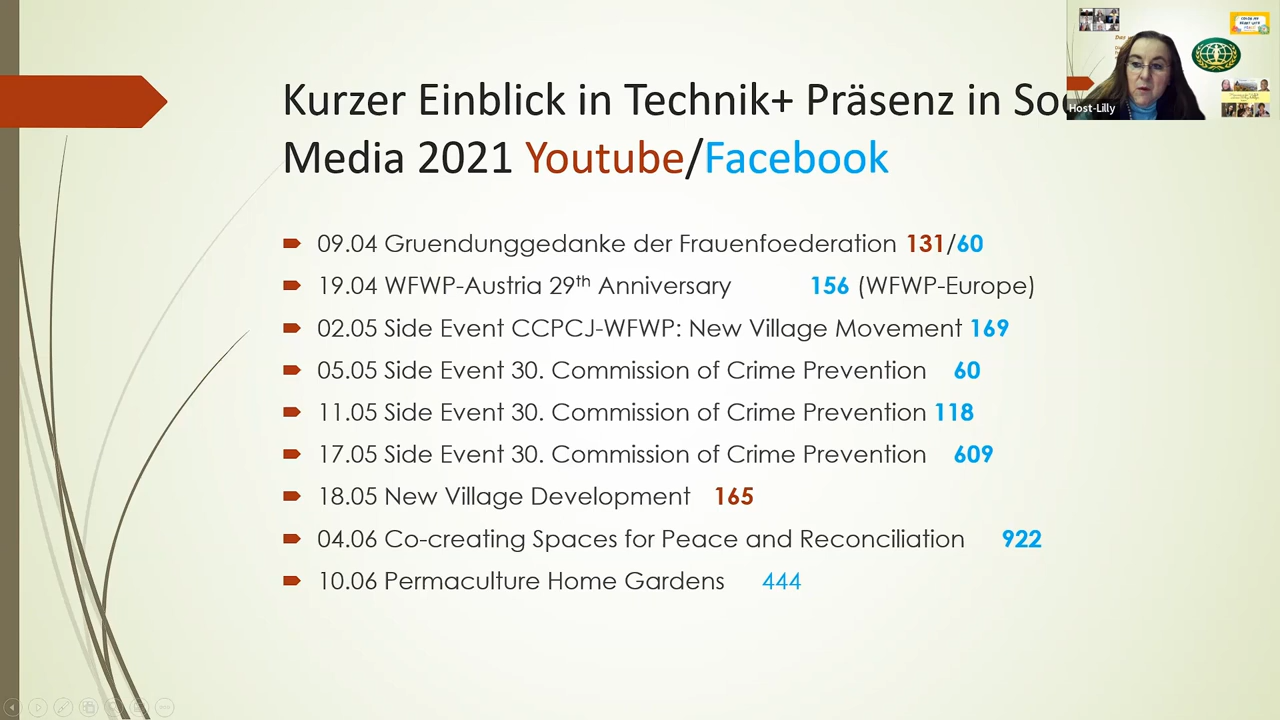 Kurzer Einblick in Technik+ Präsenz in Soc
Media 2021 Youtube/Facebook
Host-Lilly
09.04 Gruendunggedanke der Frauenfoederation 131/60
19.04 WFWP-Austria 29th Anniversary 156 (WFWP-Europe)
02.05 Side Event CCPCJ-WFWP: New Village Movement 169
05.05 Side Event 30. Commission of Crime Prevention 60
11.05 Side Event 30. Commission of Crime Prevention 118
17.05 Side Event 30. Commission of Crime Prevention 609
18.05 New Village Development 165
04.06 Co-creating Spaces for Peace and Reconciliation 922
10.06 Permaculture Home Gardens 444